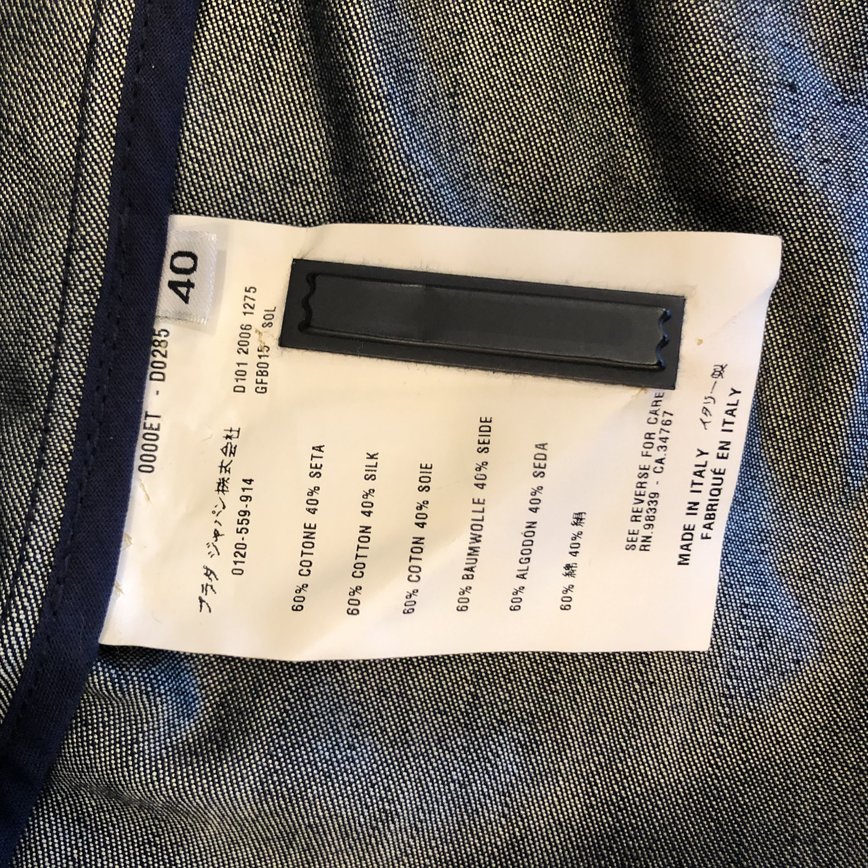 40
0000ET - D0285
プラダ ジャパン株式会社
0120-559-914
D101 2006 1275
GFB015 SOL
60% COTONE 40% SETA
60% COTTON 40% SILK
60% COTON 40% SOIE
60% BAUMWOLLE 40% SEIDE
60% ALGODÓN 40% SEDA
60% 綿 40% 絹
SEE REVERSE FOR CARE
RN.98339 - CA.34767
MADE IN ITALY イタリー製
FABRIQUÉ EN ITALY